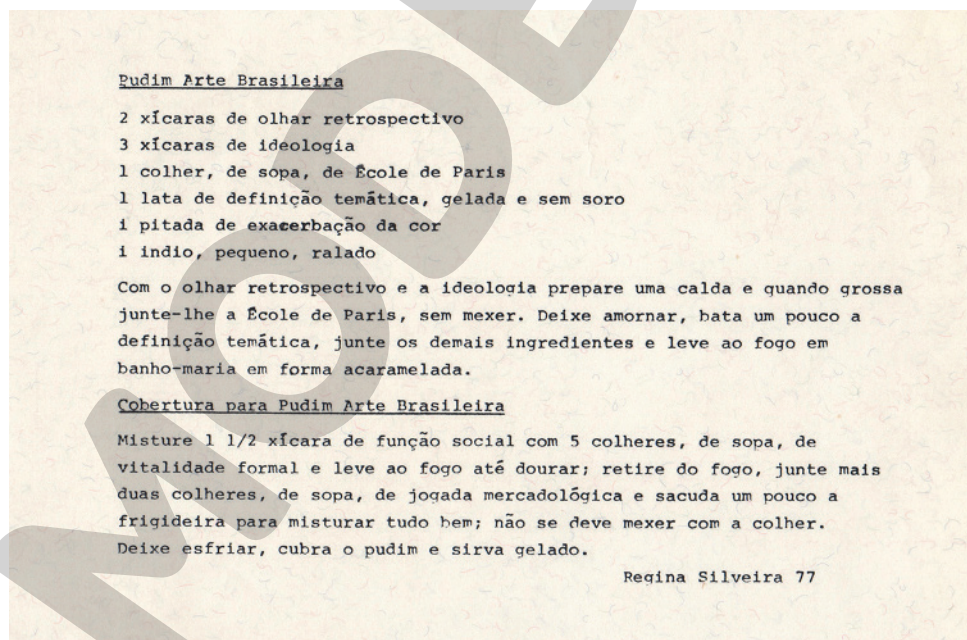 Pudim Arte Brasileira
2 xícaras de olhar retrospectivo
3 xícaras de ideologia
1 colher, de sopa, de École de Paris
1 lata de definição temática, gelada e sem soro
i pitada de exacerbação da cor
i indio, pequeno, ralado
Com o olhar retrospectivo e a ideologia prepare uma calda e quando grossa
junte-lhe a École de Paris, sem mexer. Deixe amornar, bata um pouco a
definição temática, junte os demais ingredientes e leve ao fogo em
banho-maria em forma acaramelada.
Cobertura para Pudim Arte Brasileira
Misture 1 1/2 xícara de função social com 5 colheres, de sopa, de
vitalidade formal e leve ao fogo até dourar; retire do fogo, junte mais
duas colheres, de sopa, de jogada mercadológica e sacuda um pouco a
frigideira para misturar tudo bem; não se deve mexer com a colher.
Deixe esfriar, cubra o pudim e sirva gelado.
Regina Silveira 77
MODD